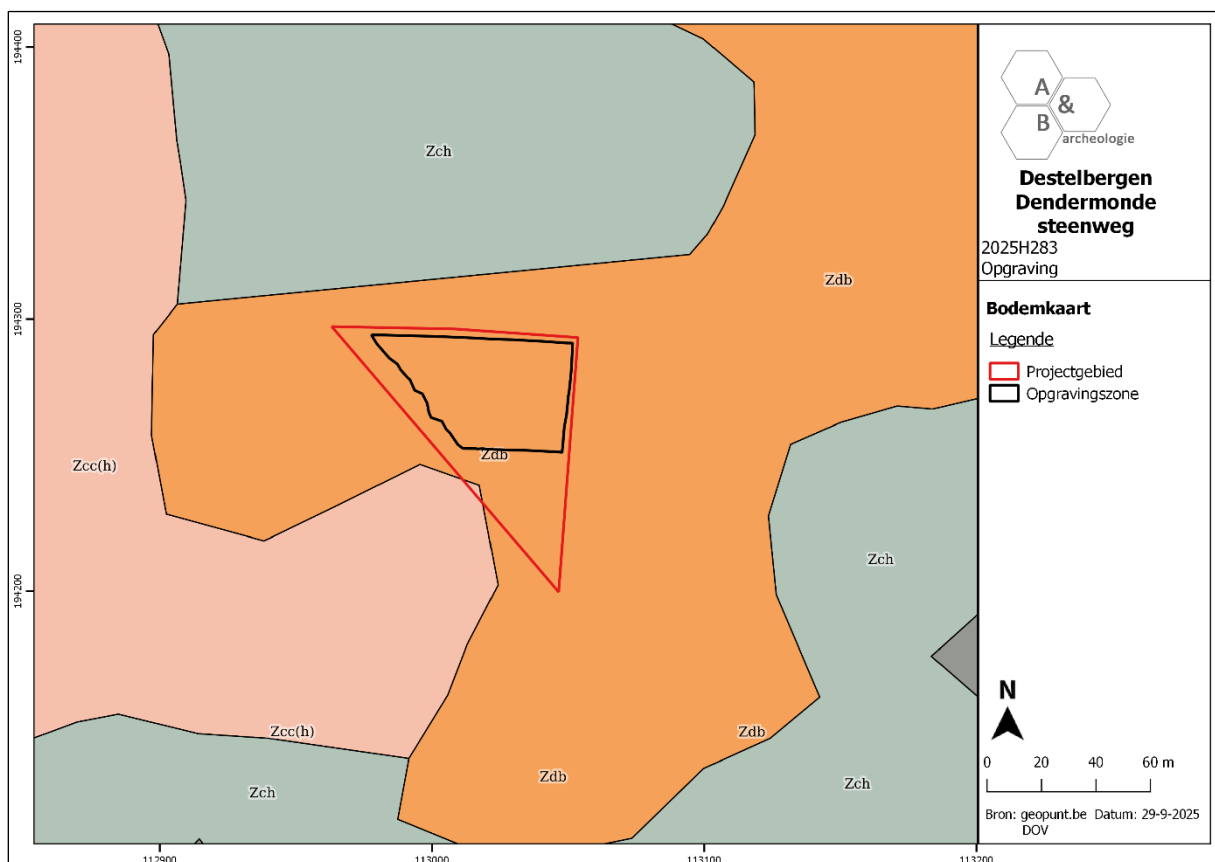 194400
194300
194200
112900
113000
113100
113200
Zch
Zdb
Zcc(h)
Zdb
Zch
Zcc(h)
Zdb
Zdb
Zch
Zch
A
&
B
archeologie
Destelbergen
Dendermonde
steenweg
2025H283
Opgraving
Bodemkaart
Legende
Projectgebied
Opgravingszone
N
0 20 40 60 m
Bron: geopunt.be Datum: 29-9-2025
DOV